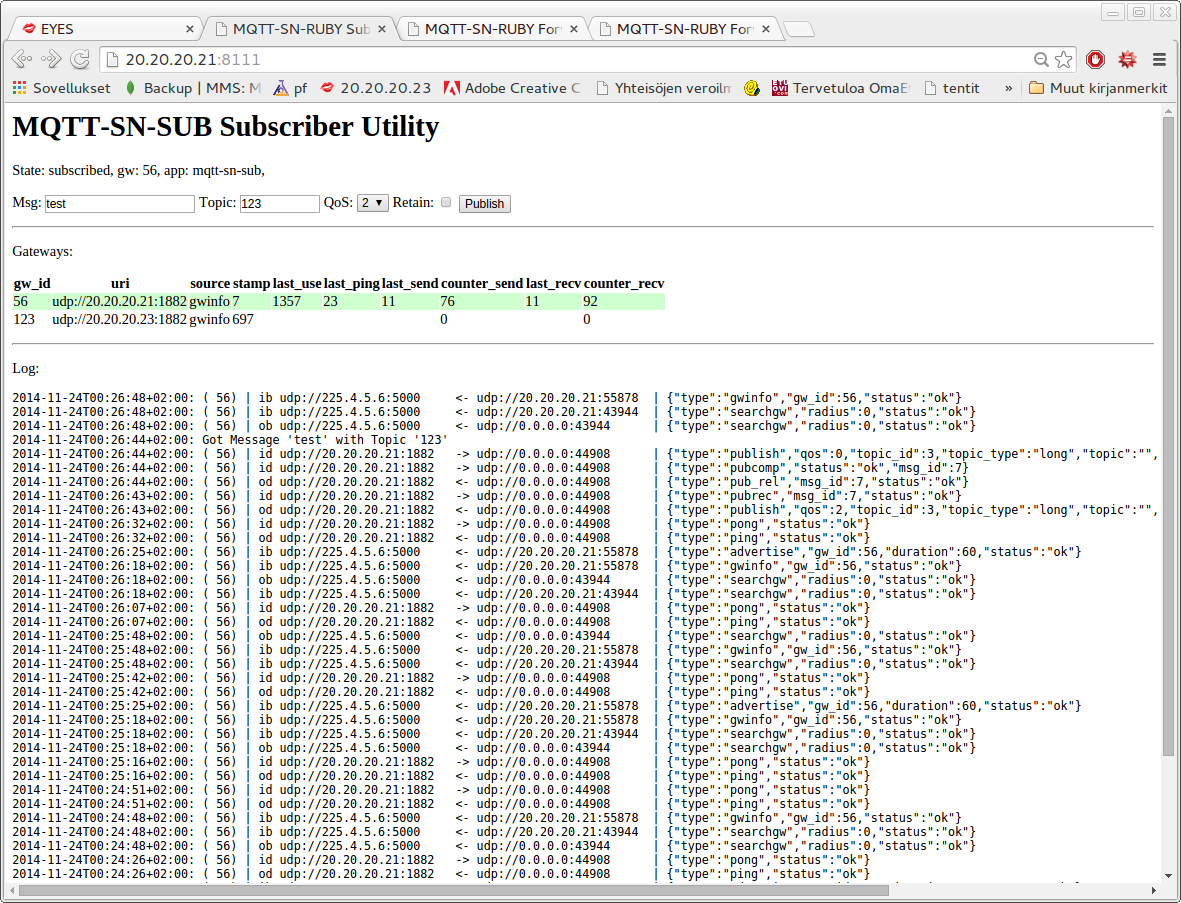 EYES × MQTT-SN-RUBY Sub × MQTT-SN-RUBY For × MQTT-SN-RUBY For ×
20.20.20.21:8111
Sovellukset Backup | MMS: M pf 20.20.20.23 Adobe Creative C Yhteisöjen veroilm Tervetuloa OmaE tentit » Muut kirjanmerkit
MQTT-SN-SUB Subscriber Utility
State: subscribed, gw: 56, app: mqtt-sn-sub,
Msg: test Topic: 123 QoS: 2 ▼ Retain: Publish
Gateways:
gw_id uri source stamp last_use last_ping last_send counter_send last_recv counter_recv
56 udp://20.20.20.21:1882 gwinfo 7 1357 23 11 76 11 92
123 udp://20.20.20.23:1882 gwinfo 697 0 0
Log:
2014-11-24T00:26:48+02:00: ( 56) | ib udp://225.4.5.6:5000 <- udp://20.20.20.21:55878 | {"type":"gwinfo","gw_id":56,"status":"ok"}
2014-11-24T00:26:48+02:00: ( 56) | ib udp://225.4.5.6:5000 <- udp://20.20.20.21:43944 | {"type":"searchgw","radius":0,"status":"ok"}
2014-11-24T00:26:48+02:00: ( 56) | ob udp://225.4.5.6:5000 <- udp://0.0.0.0:43944 | {"type":"searchgw","radius":0,"status":"ok"}
2014-11-24T00:26:44+02:00: ( 56) Got Message 'test' with Topic '123'
2014-11-24T00:26:44+02:00: ( 56) | id udp://20.20.20.21:1882 -> udp://0.0.0.0:44908 | {"type":"publish","qos":0,"topic_id":3,"topic_type":"long","topic":"",
2014-11-24T00:26:44+02:00: ( 56) | id udp://20.20.20.21:1882 -> udp://0.0.0.0:44908 | {"type":"pubcomp","status":"ok","msg_id":7}
2014-11-24T00:26:44+02:00: ( 56) | od udp://20.20.20.21:1882 <- udp://0.0.0.0:44908 | {"type":"pub_rel","msg_id":7,"status":"ok"}
2014-11-24T00:26:43+02:00: ( 56) | id udp://20.20.20.21:1882 -> udp://0.0.0.0:44908 | {"type":"pubrec","msg_id":7,"status":"ok"}
2014-11-24T00:26:43+02:00: ( 56) | od udp://20.20.20.21:1882 <- udp://0.0.0.0:44908 | {"type":"publish","qos":2,"topic_id":3,"topic_type":"long","topic":"",
2014-11-24T00:26:32+02:00: ( 56) | id udp://20.20.20.21:1882 -> udp://0.0.0.0:44908 | {"type":"pong","status":"ok"}
2014-11-24T00:26:32+02:00: ( 56) | od udp://20.20.20.21:1882 <- udp://0.0.0.0:44908 | {"type":"ping","status":"ok"}
2014-11-24T00:26:25+02:00: ( 56) | ib udp://225.4.5.6:5000 <- udp://20.20.20.21:55878 | {"type":"advertise","gw_id":56,"duration":60,"status":"ok"}
2014-11-24T00:26:18+02:00: ( 56) | ib udp://225.4.5.6:5000 <- udp://20.20.20.21:55878 | {"type":"gwinfo","gw_id":56,"status":"ok"}
2014-11-24T00:26:18+02:00: ( 56) | ob udp://225.4.5.6:5000 <- udp://0.0.0.0:43944 | {"type":"searchgw","radius":0,"status":"ok"}
2014-11-24T00:26:18+02:00: ( 56) | ib udp://225.4.5.6:5000 <- udp://20.20.20.21:43944 | {"type":"searchgw","radius":0,"status":"ok"}
2014-11-24T00:26:07+02:00: ( 56) | id udp://20.20.20.21:1882 -> udp://0.0.0.0:44908 | {"type":"pong","status":"ok"}
2014-11-24T00:26:07+02:00: ( 56) | od udp://20.20.20.21:1882 <- udp://0.0.0.0:44908 | {"type":"ping","status":"ok"}
2014-11-24T00:25:48+02:00: ( 56) | ob udp://225.4.5.6:5000 <- udp://0.0.0.0:43944 | {"type":"searchgw","radius":0,"status":"ok"}
2014-11-24T00:25:48+02:00: ( 56) | ib udp://225.4.5.6:5000 <- udp://20.20.20.21:55878 | {"type":"gwinfo","gw_id":56,"status":"ok"}
2014-11-24T00:25:48+02:00: ( 56) | ib udp://225.4.5.6:5000 <- udp://20.20.20.21:43944 | {"type":"searchgw","radius":0,"status":"ok"}
2014-11-24T00:25:42+02:00: ( 56) | id udp://20.20.20.21:1882 -> udp://0.0.0.0:44908 | {"type":"pong","status":"ok"}
2014-11-24T00:25:42+02:00: ( 56) | od udp://20.20.20.21:1882 <- udp://0.0.0.0:44908 | {"type":"ping","status":"ok"}
2014-11-24T00:25:25+02:00: ( 56) | ib udp://225.4.5.6:5000 <- udp://20.20.20.21:55878 | {"type":"advertise","gw_id":56,"duration":60,"status":"ok"}
2014-11-24T00:25:18+02:00: ( 56) | ib udp://225.4.5.6:5000 <- udp://20.20.20.21:55878 | {"type":"gwinfo","gw_id":56,"status":"ok"}
2014-11-24T00:25:18+02:00: ( 56) | ib udp://225.4.5.6:5000 <- udp://20.20.20.21:43944 | {"type":"searchgw","radius":0,"status":"ok"}
2014-11-24T00:25:18+02:00: ( 56) | ob udp://225.4.5.6:5000 <- udp://0.0.0.0:43944 | {"type":"searchgw","radius":0,"status":"ok"}
2014-11-24T00:25:16+02:00: ( 56) | id udp://20.20.20.21:1882 -> udp://0.0.0.0:44908 | {"type":"pong","status":"ok"}
2014-11-24T00:25:16+02:00: ( 56) | od udp://20.20.20.21:1882 <- udp://0.0.0.0:44908 | {"type":"ping","status":"ok"}
2014-11-24T00:24:51+02:00: ( 56) | id udp://20.20.20.21:1882 -> udp://0.0.0.0:44908 | {"type":"pong","status":"ok"}
2014-11-24T00:24:51+02:00: ( 56) | od udp://20.20.20.21:1882 <- udp://0.0.0.0:44908 | {"type":"ping","status":"ok"}
2014-11-24T00:24:48+02:00: ( 56) | ib udp://225.4.5.6:5000 <- udp://20.20.20.21:55878 | {"type":"gwinfo","gw_id":56,"status":"ok"}
2014-11-24T00:24:48+02:00: ( 56) | ib udp://225.4.5.6:5000 <- udp://20.20.20.21:43944 | {"type":"searchgw","radius":0,"status":"ok"}
2014-11-24T00:24:48+02:00: ( 56) | ob udp://225.4.5.6:5000 <- udp://0.0.0.0:43944 | {"type":"searchgw","radius":0,"status":"ok"}
2014-11-24T00:24:26+02:00: ( 56) | id udp://20.20.20.21:1882 -> udp://0.0.0.0:44908 | {"type":"pong","status":"ok"}
2014-11-24T00:24:26+02:00: ( 56) | od udp://20.20.20.21:1882 <- udp://0.0.0.0:44908 | {"type":"ping","status":"ok"}